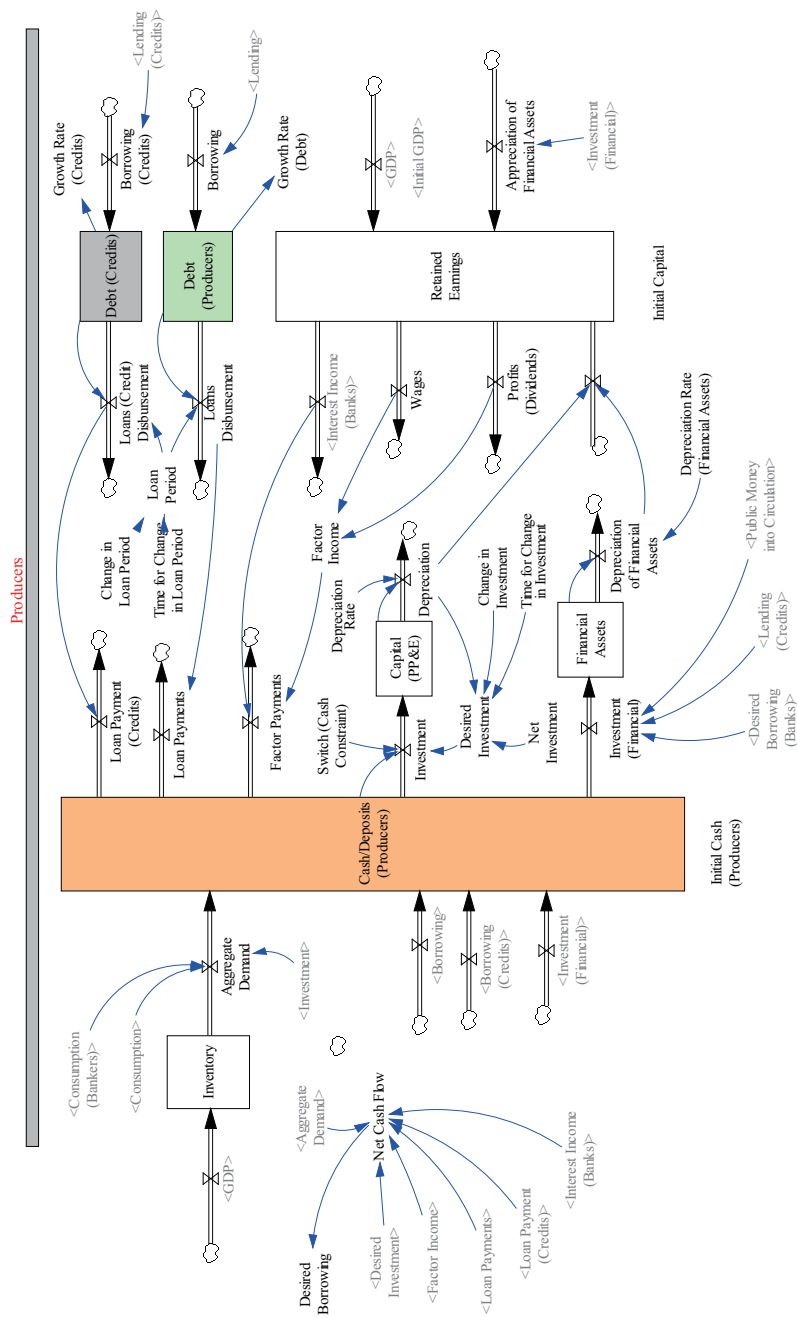 Producers
<Consumption
(Bankers)>
<Consumption>
Aggregate
Demand
<Investment>
Inventory
<GDP>
<Aggregate
Demand>
Net Cash Flow
Desired
Borrowing
<Desired
Investment>
<Factor Income>
<Loan Payments>
<Loan Payment
(Credits)>
<Interest Income
(Banks)>
<Borrowing>
<Borrowing
(Credits)>
<Investment
(Financial)>
Cash/Deposits
(Producers)
Initial Cash
(Producers)
Loan Payment
(Credits)
Loan Payments
Factor Payments
Switch (Cash
Constraint)
Investment
Desired
Investment
Net
Investment
Capital
(PP&E)
Depreciation
Rate
Depreciation
Change in
Investment
Time for Change
in Investment
Investment
(Financial)
Financial
Assets
Depreciation
of Financial
Assets
Depreciation Rate
(Financial Assets)
<Desired
Borrowing
(Banks)>
<Lending
(Credits)>
<Public Money
into Circulation>
Change in
Loan Period
Time for Change
in Loan Period
Loan
Period
Factor
Income
Loans (Credit)
Disbursement
Loans
Disbursement
<Interest Income
(Banks)>
Wages
Profits
(Dividends)
Debt (Credits)
Debt
(Producers)
Retained
Earnings
Initial Capital
Growth Rate
(Credits)
Borrowing
(Credits)
<Lending
(Credits)>
Borrowing
<Lending>
Growth Rate
(Debt)
<GDP>
<Initial GDP>
Appreciation of
Financial Assets
<Investment
(Financial)>